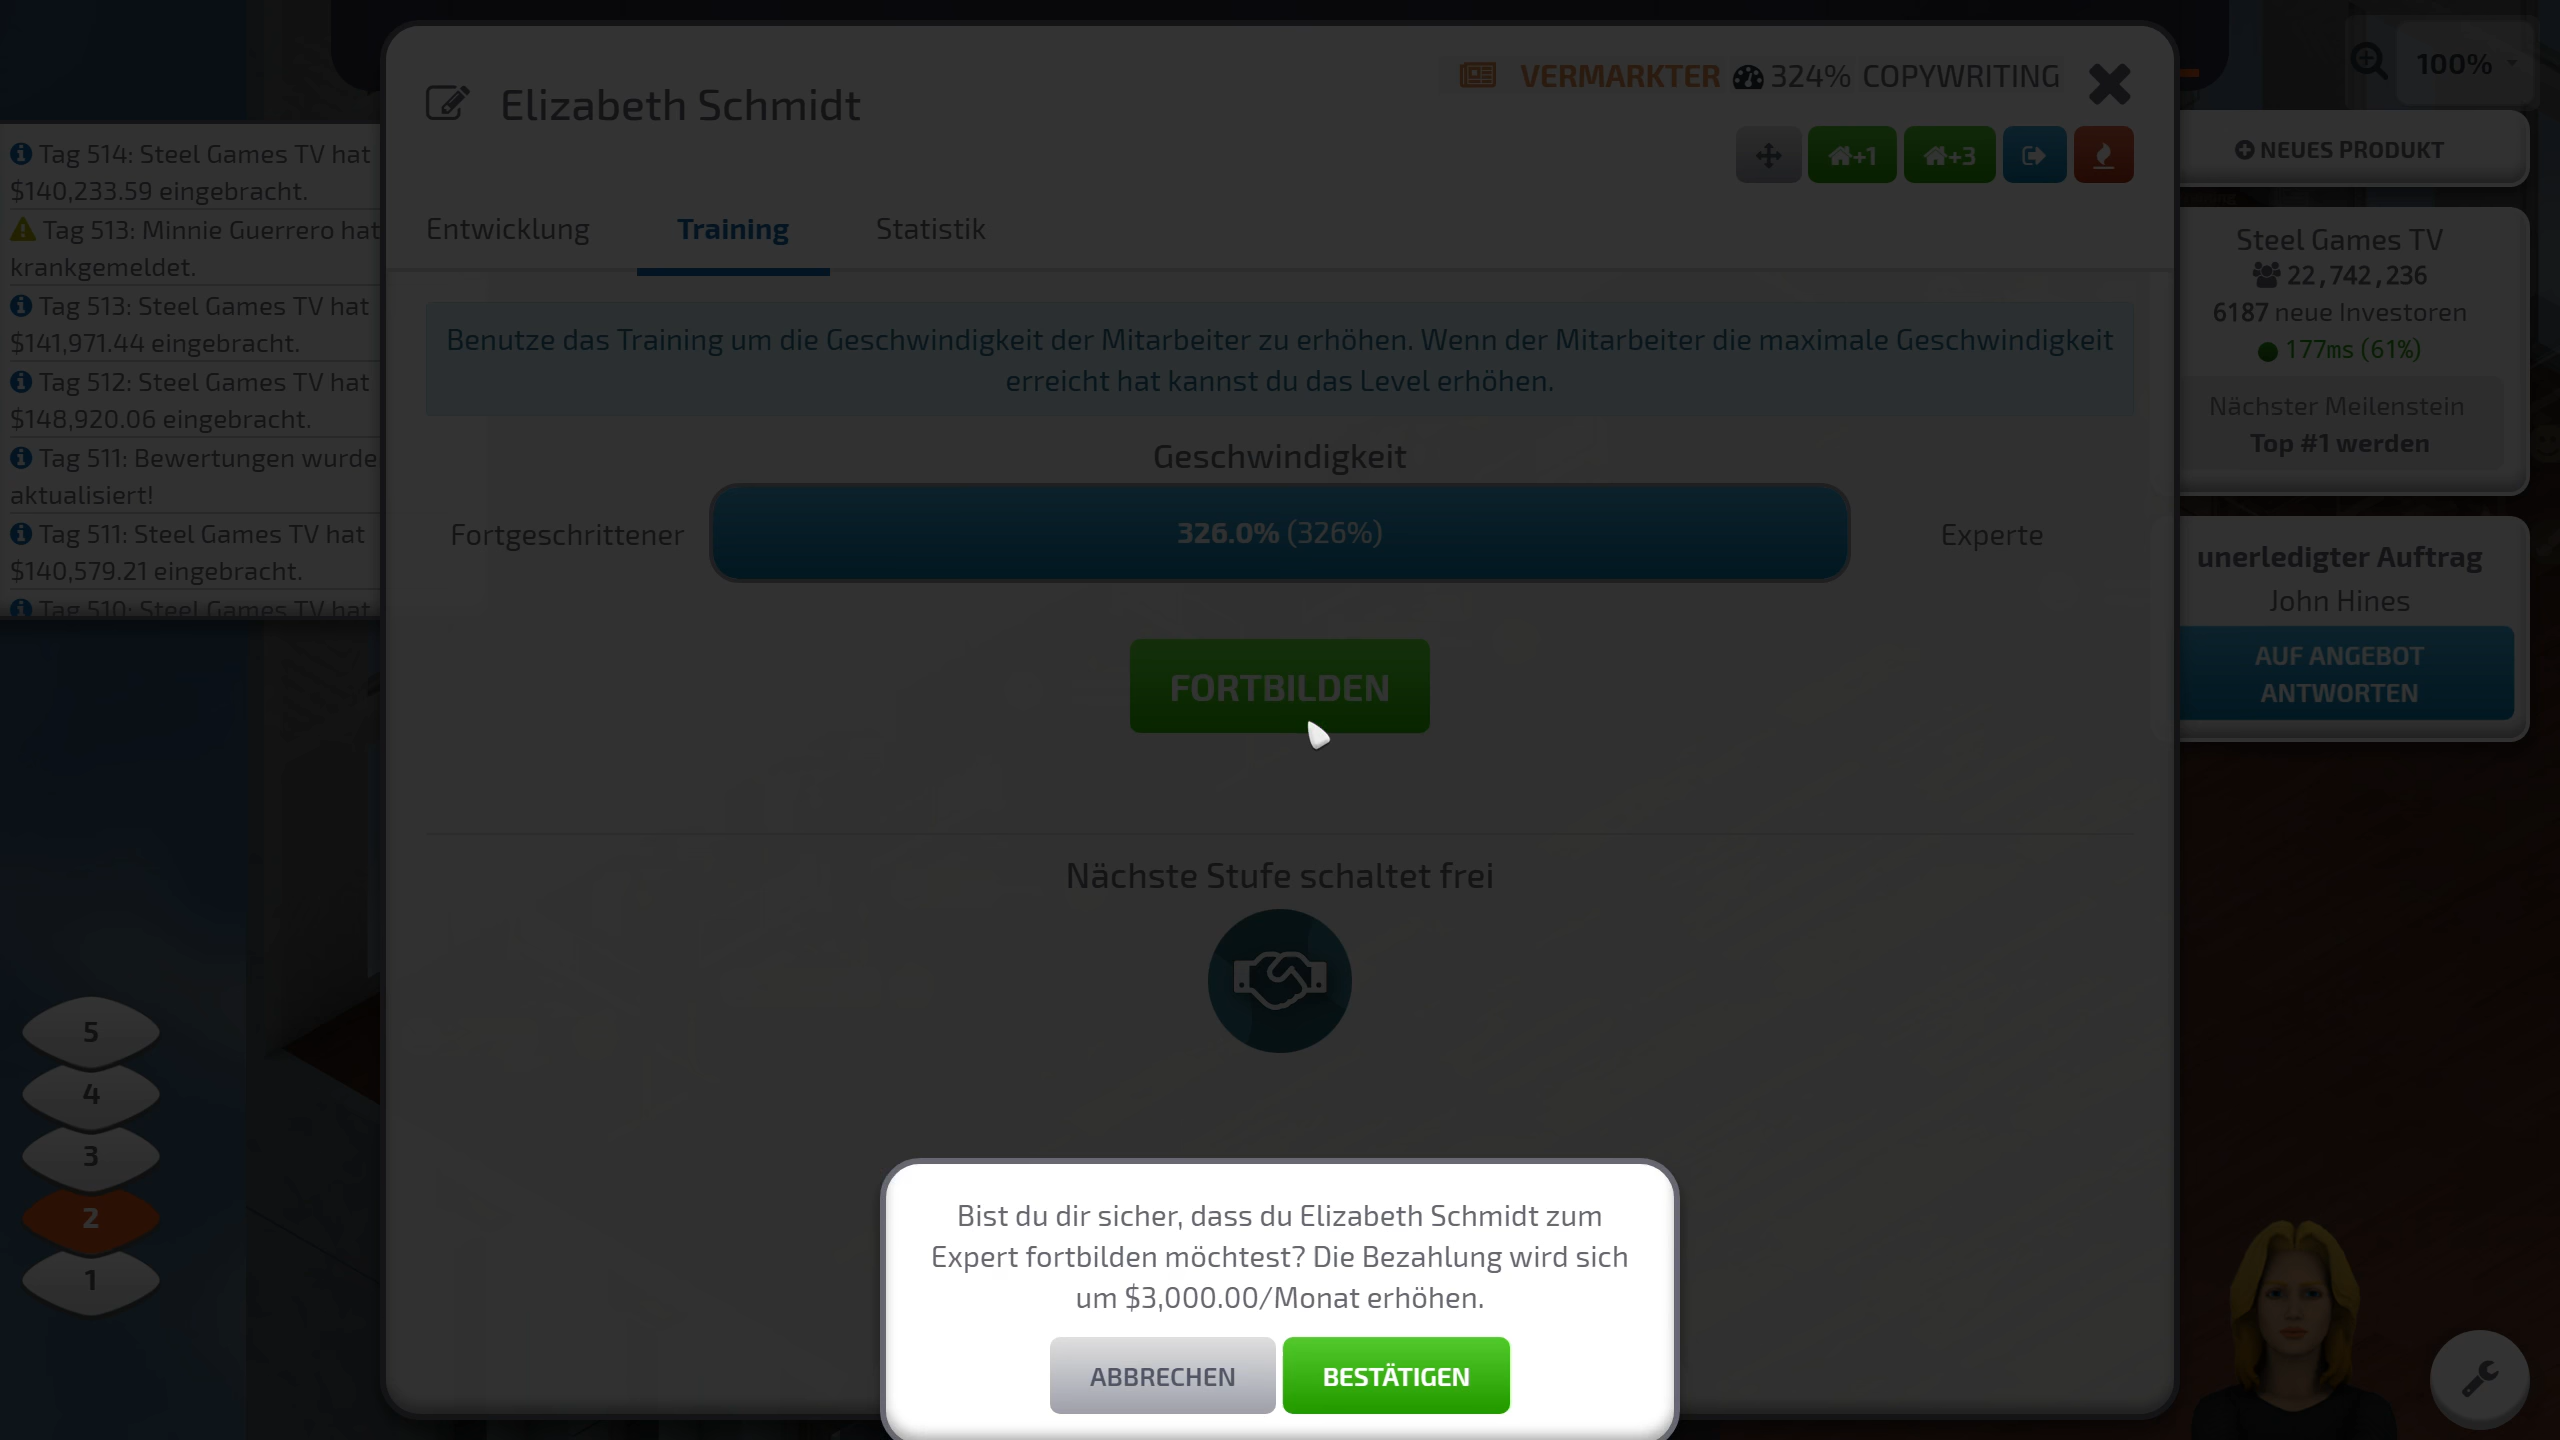 Elizabeth Schmidt
VERMARKTER 324% COPYWRITING
+1
+3
100%
Entwicklung
Training
Statistik
Benutze das Training um die Geschwindigkeit der Mitarbeiter zu erhöhen. Wenn der Mitarbeiter die maximale Geschwindigkeit
erreicht hat kannst du das Level erhöhen.
Geschwindigkeit
Fortgeschrittener
326.0% (326%)
Experte
FORTBILDEN
Nächste Stufe schaltet frei
Tag 514: Steel Games TV hat
$140,233.59 eingebracht.
Tag 513: Minnie Guerrero hat
krankgemeldet.
Tag 513: Steel Games TV hat
$141,971.44 eingebracht.
Tag 512: Steel Games TV hat
$148,920.06 eingebracht.
Tag 511: Bewertungen wurde
aktualisiert!
Tag 511: Steel Games TV hat
$140,579.21 eingebracht.
Tag 510: Steel Games TV hat
5
4
3
2
1
NEUES PRODUKT
Steel Games TV
22,742,236
6187 neue Investoren
177ms (61%)
Nächster Meilenstein
Top #1 werden
unerledigter Auftrag
John Hines
AUF ANGEBOT
ANTWORTEN
Bist du dir sicher, dass du Elizabeth Schmidt zum
Expert fortbilden möchtest? Die Bezahlung wird sich
um $3,000.00/Monat erhöhen.
ABBRECHEN
BESTÄTIGEN